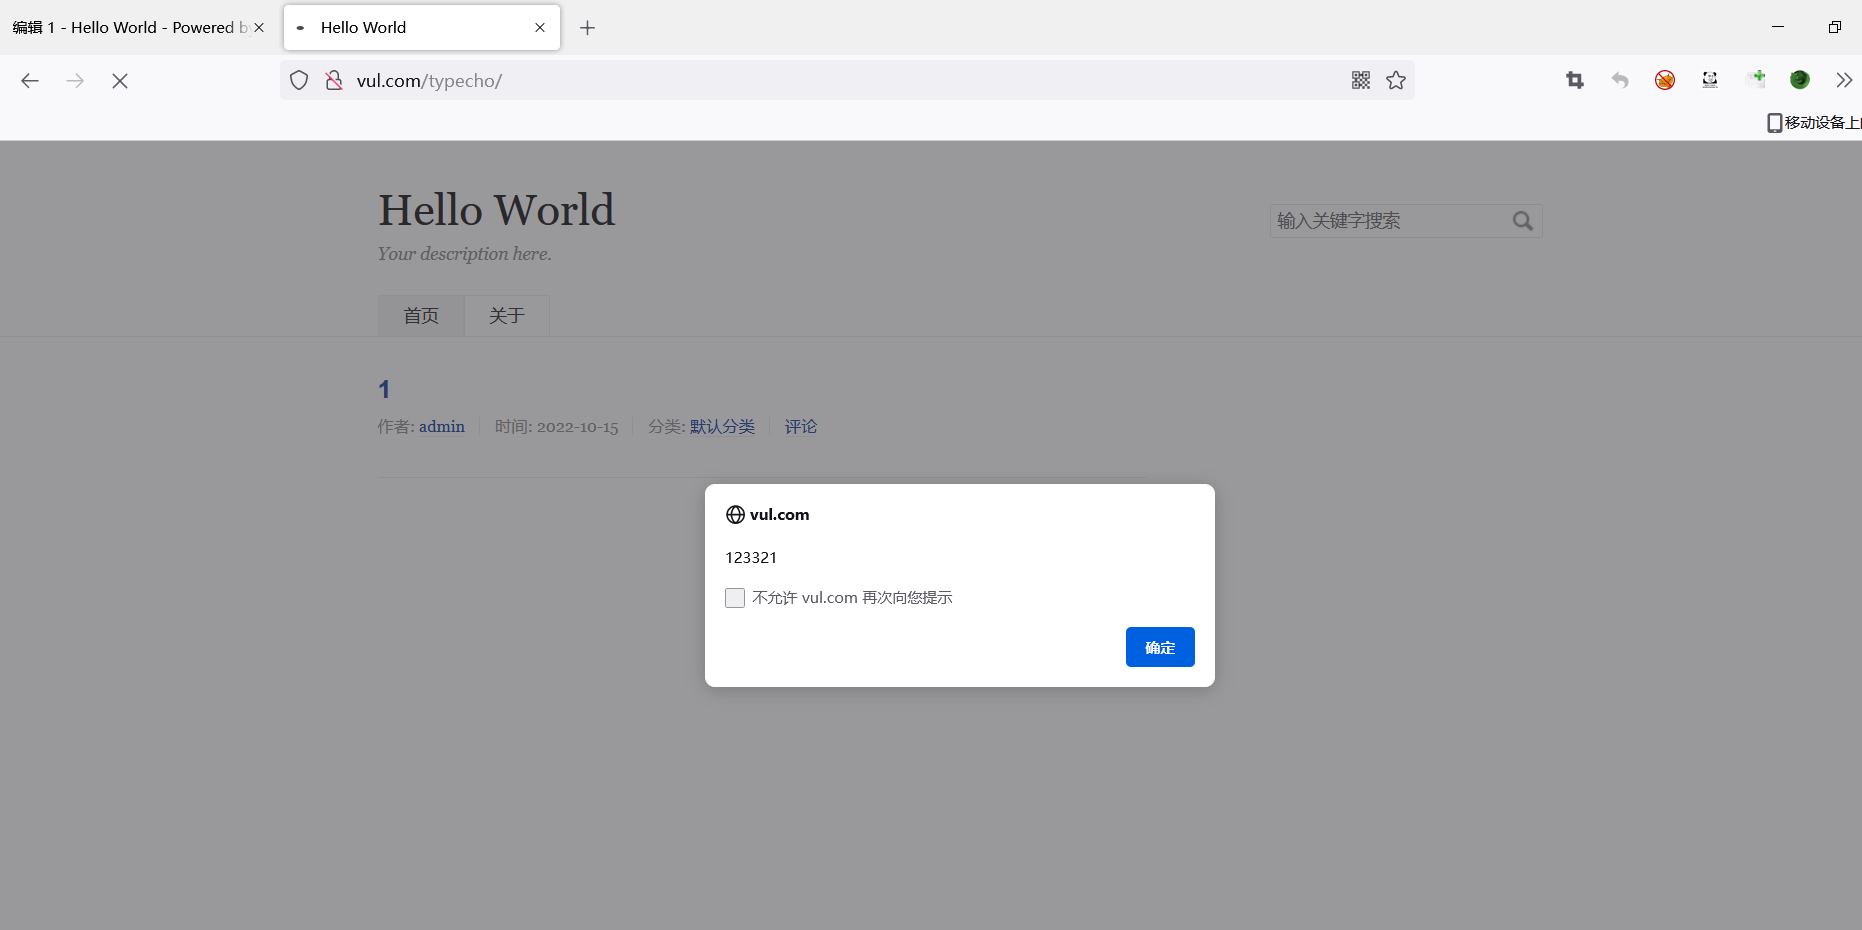 编辑 1 - Hello World - Powered by
Hello World
vul.com/typecho/
移动设备上的
Hello World
输入关键字搜索
Your description here.
首页
关于
1
作者: admin
时间: 2022-10-15
分类: 默认分类
评论
vul.com
123321
不允许 vul.com 再次向您提示
确定